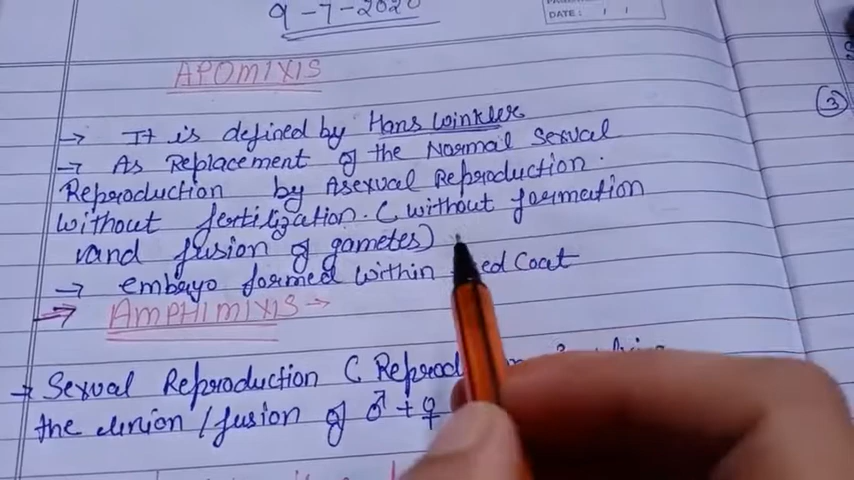 9-7-2020
DATE: / /
APOMIXIS
3
→ It is defined by Hans Winkler
→ As Replacement of the Normal Sexual
Reproduction by Asexual Reproduction.
without fertilization. (without formation
and fusion of gametes)
→ embryo formed within Coat
→ AMPHIMIXIS →
→ Sexual Reproduction (
the Union/fusion of ♂ + ♀